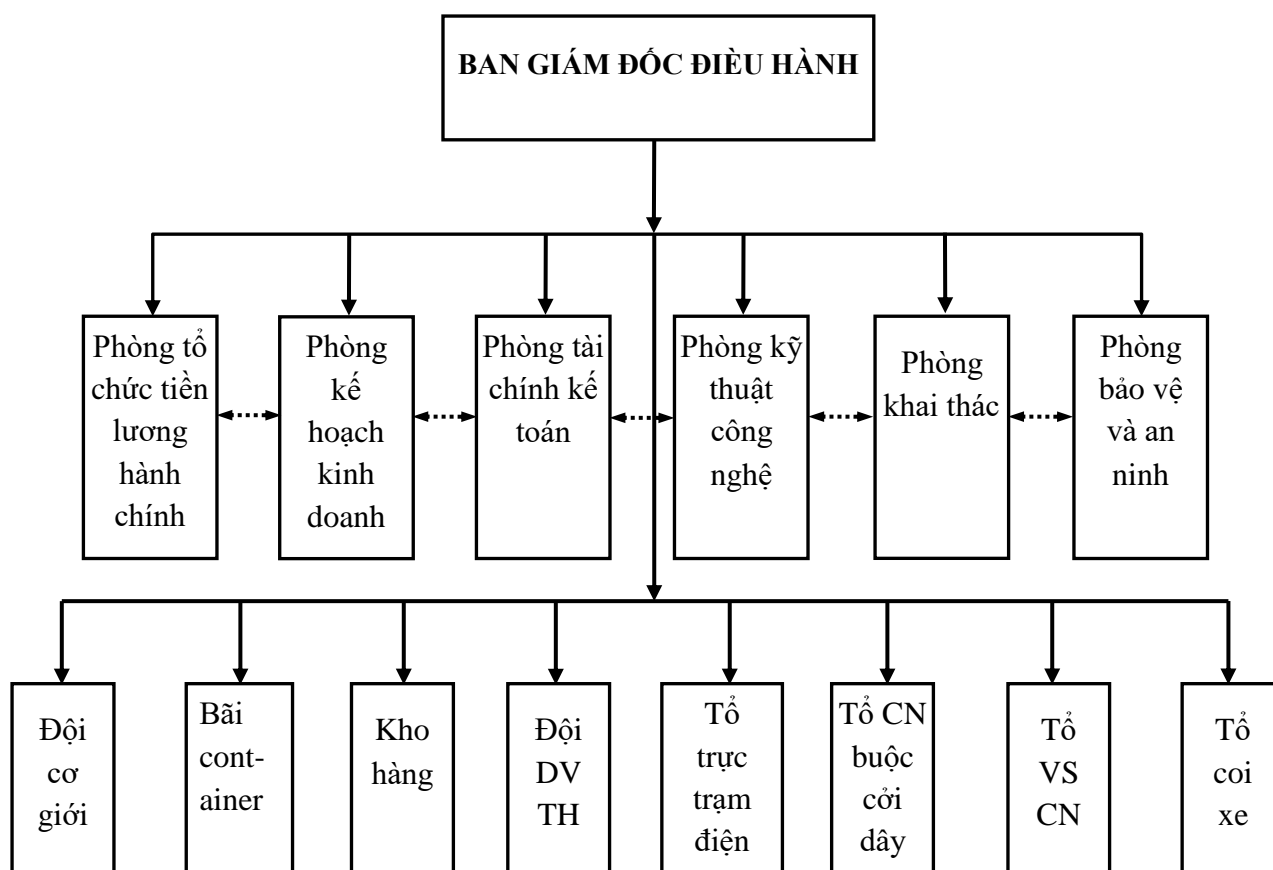 BAN GIÁM ĐỐC ĐIỀU HÀNH
Phòng tổ
chức tiền
lương
hành
chính
Phòng
kế
hoạch
kinh
doanh
Phòng tài
chính kế
toán
Phòng kỹ
thuật
công
nghệ
Phòng
khai thác
Phòng
bảo vệ
và an
ninh
Đội
cơ
giới
Bãi
cont-
ainer
Kho
hàng
Đội
DV
TH
Tổ
trực
trạm
điện
Tổ CN
buộc
cởi
dây
Tổ
VS
CN
Tổ
coi
xe